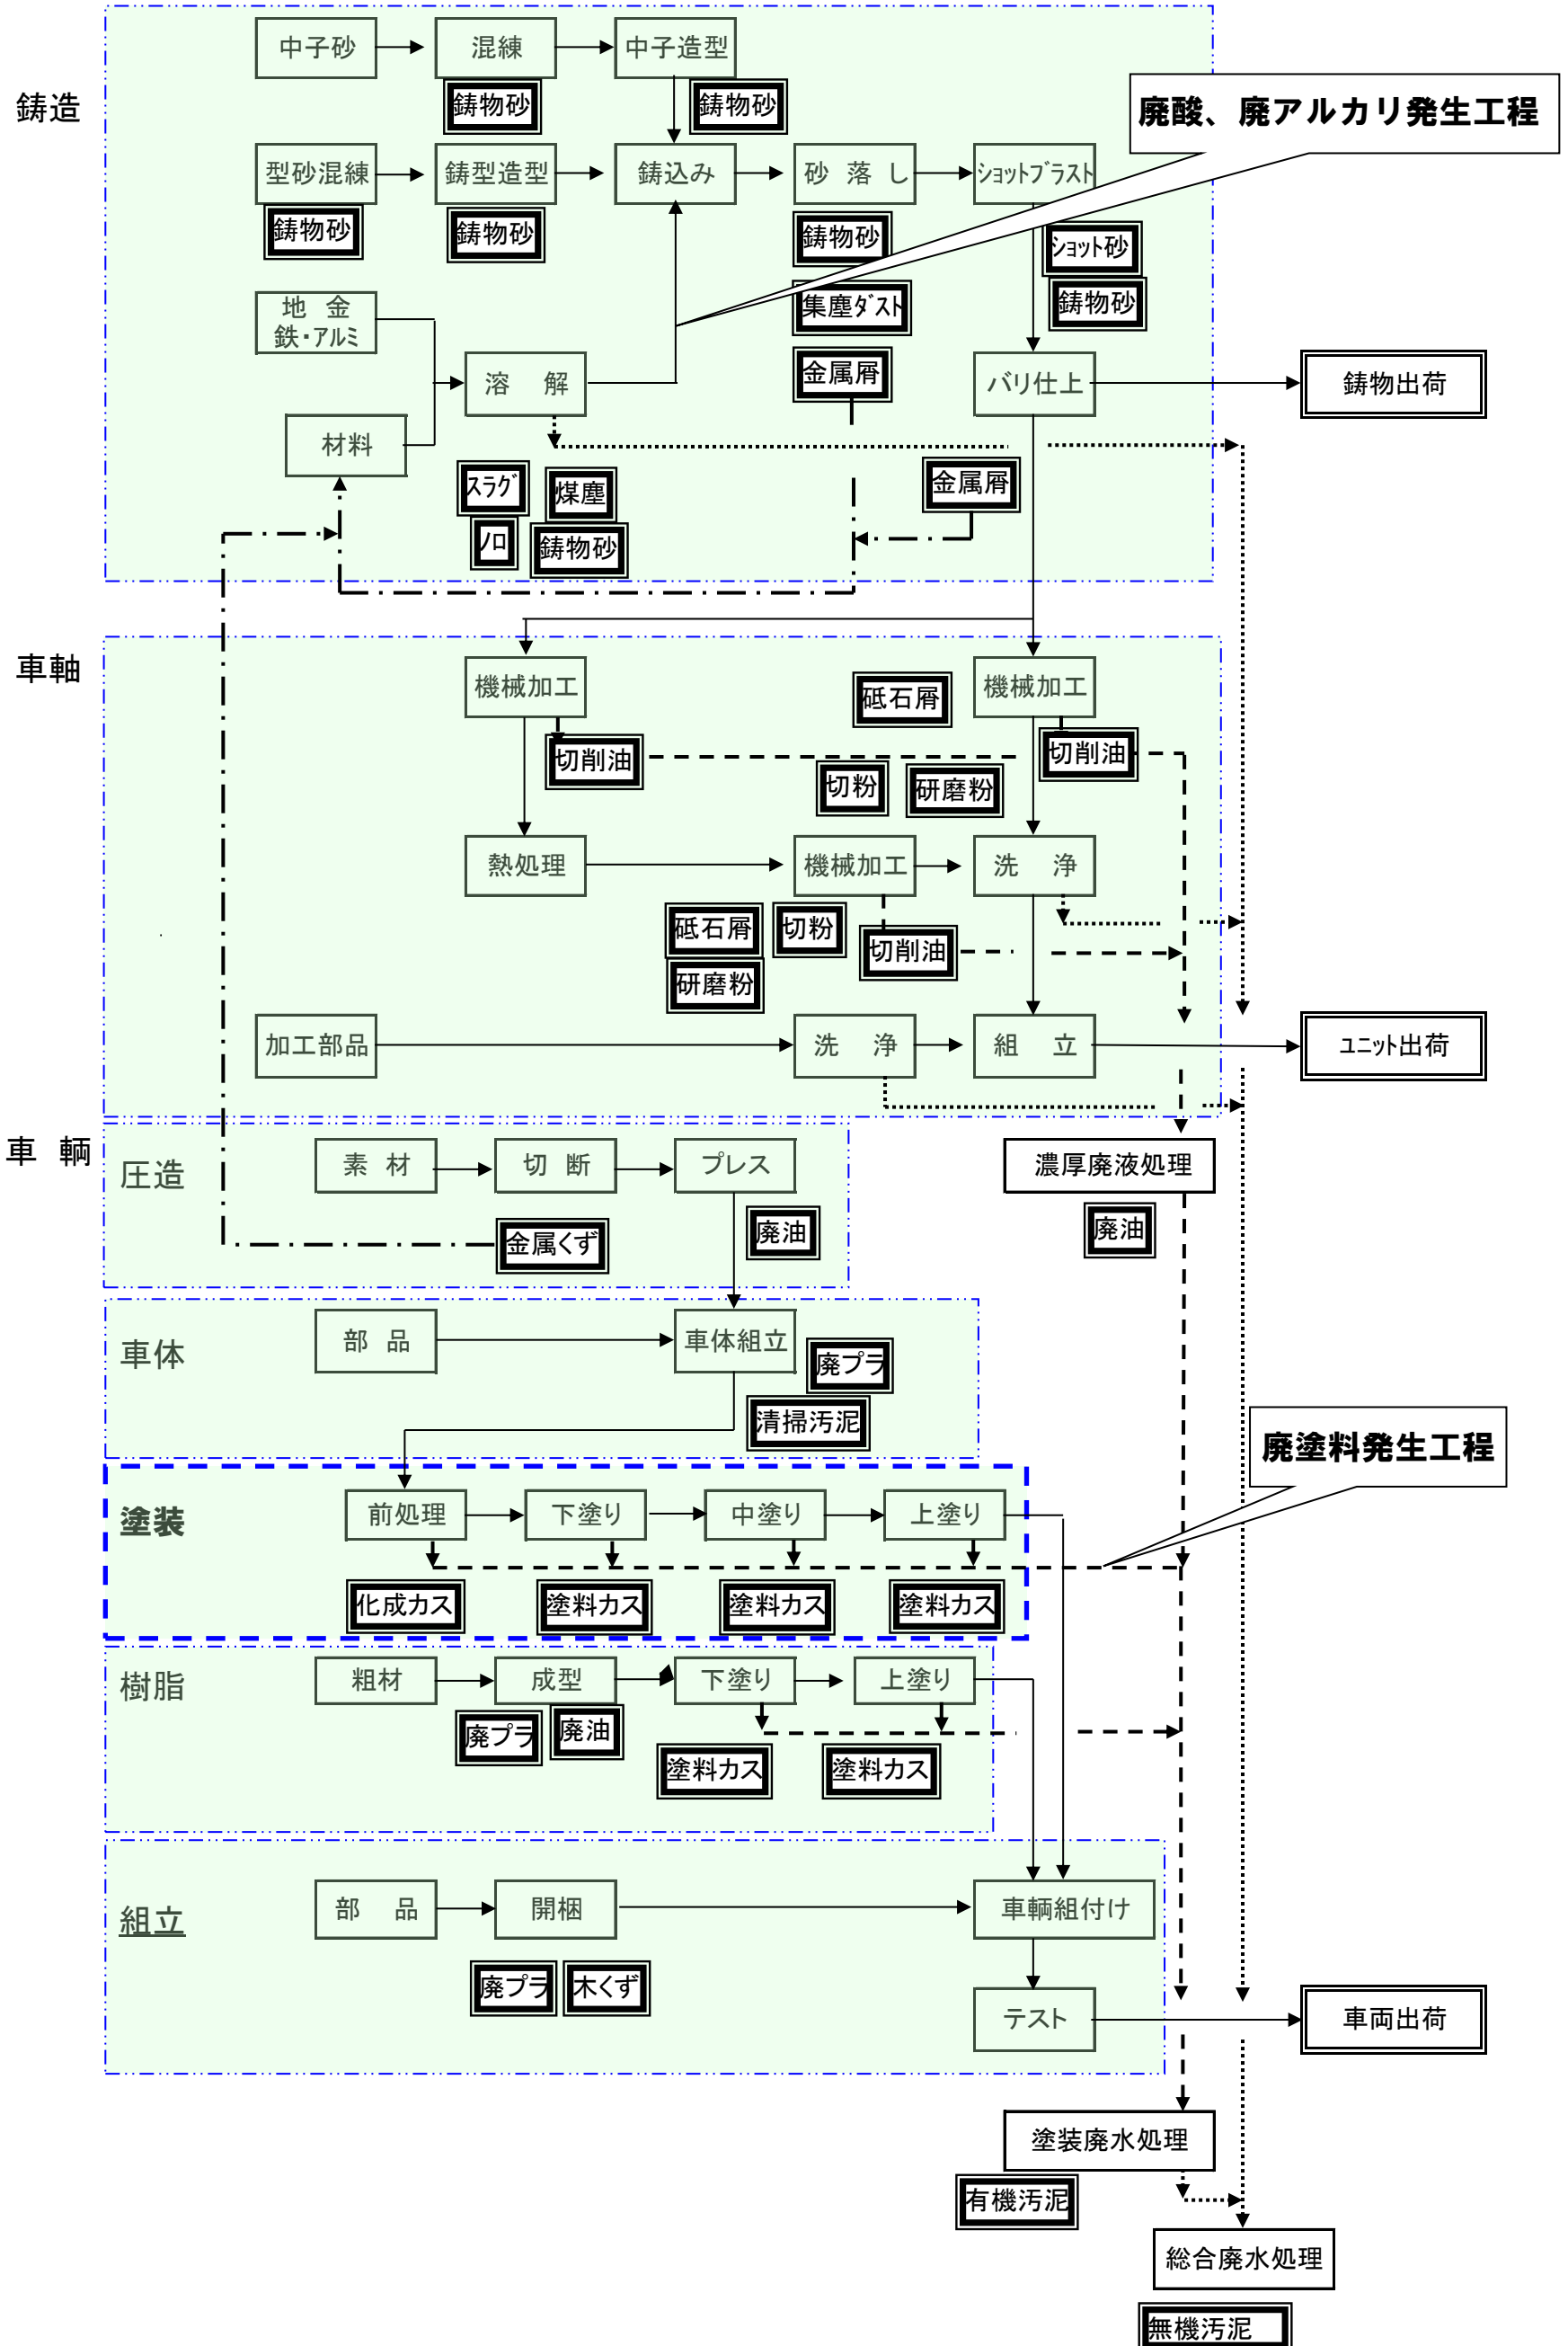 中子砂
混練
中子造型
鋳造
鋳物砂
鋳物砂
廃酸、廃アルカリ発生工程
型砂混練
鋳型造型
鋳込み
砂 落し
ｼｮｯﾄﾌﾞﾗｽﾄ
鋳物砂
鋳物砂
鋳物砂
ｼｮｯﾄ砂
集塵ﾀﾞｽﾄ
鋳物砂
地 金
鉄・ｱﾙﾐ
溶 解
金属屑
バリ仕上
鋳物出荷
材料
ｽﾗｸﾞ
煤塵
金属屑
ﾉﾛ
鋳物砂
車軸
機械加工
砥石屑
機械加工
切削油
切削油
切粉
研磨粉
熱処理
機械加工
洗 浄
砥石屑
切粉
切削油
研磨粉
加工部品
洗 浄
組 立
ﾕﾆｯﾄ出荷
車 輌
圧造
素 材
切 断
プレス
濃厚廃液処理
金属くず
廃油
廃油
車体
部 品
車体組立
廃プラ
清掃汚泥
廃塗料発生工程
塗装
前処理
下塗り
中塗り
上塗り
化成カス
塗料カス
塗料カス
塗料カス
樹脂
粗材
成型
下塗り
上塗り
廃プラ
廃油
塗料カス
塗料カス
組立
部 品
開梱
車輌組付け
廃プラ
木くず
テスト
車両出荷
塗装廃水処理
有機汚泥
総合廃水処理
無機汚泥